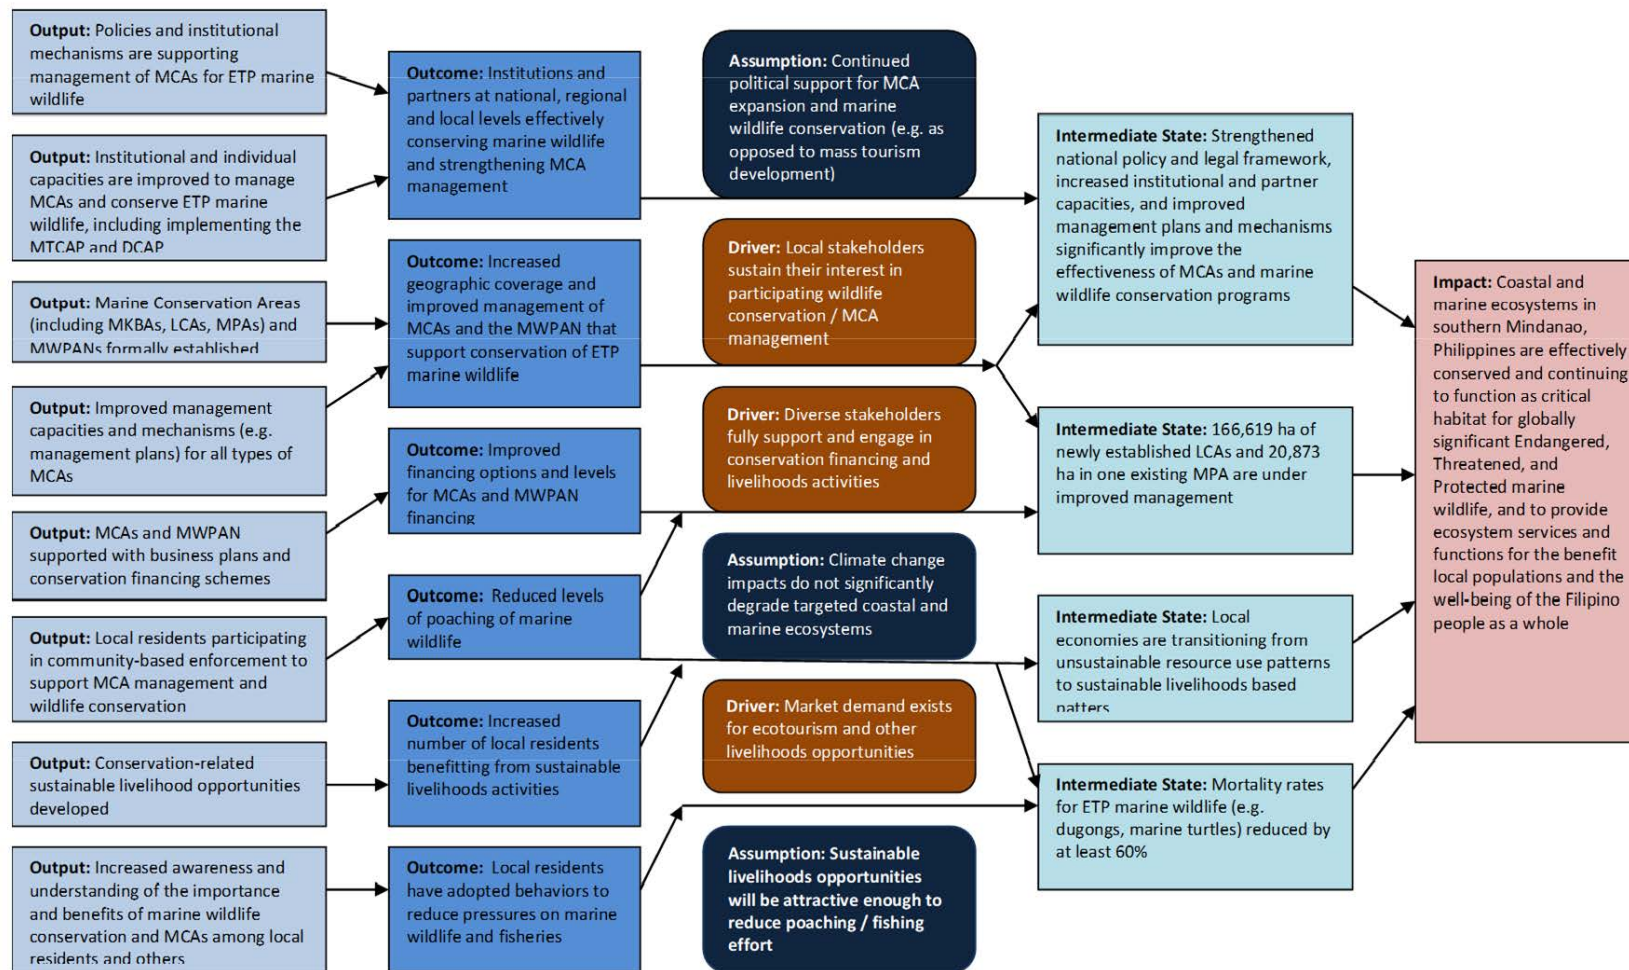 Output: Policies and institutional
mechanisms are supporting
management of MCAs for ETP marine
wildlife
Output: Institutional and individual
capacities are improved to manage
MCAs and conserve ETP marine
wildlife, including implementing the
MTCAP and DCAP
Output: Marine Conservation Areas
(including MKBAs, LCAs, MPAs) and
MWPANs formally established
Output: Improved management
capacities and mechanisms (e.g.
management plans) for all types of
MCAs
Output: MCAs and MWPAN
supported with business plans and
conservation financing schemes
Output: Local residents participating
in community-based enforcement to
support MCA management and
wildlife conservation
Output: Conservation-related
sustainable livelihood opportunities
developed
Output: Increased awareness and
understanding of the importance
and benefits of marine wildlife
conservation and MCAs among local
residents and others
Outcome: Institutions and
partners at national, regional
and local levels effectively
conserving marine wildlife
and strengthening MCA
management
Outcome: Increased
geographic coverage and
improved management of
MCAs and the MWPAN that
support conservation of ETP
marine wildlife
Outcome: Improved
financing options and levels
for MCAs and MWPAN
financing
Outcome: Reduced levels
of poaching of marine
wildlife
Outcome: Increased
number of local residents
benefitting from sustainable
livelihoods activities
Outcome: Local residents
have adopted behaviors to
reduce pressures on marine
wildlife and fisheries
Assumption: Continued
political support for MCA
expansion and marine
wildlife conservation (e.g. as
opposed to mass tourism
development)
Driver: Local stakeholders
sustain their interest in
participating wildlife
conservation / MCA
management
Driver: Diverse stakeholders
fully support and engage in
conservation financing and
livelihoods activities
Assumption: Climate change
impacts do not significantly
degrade targeted coastal and
marine ecosystems
Driver: Market demand exists
for ecotourism and other
livelihoods opportunities
Assumption: Sustainable
livelihoods opportunities
will be attractive enough to
reduce poaching / fishing
effort
Intermediate State: Strengthened
national policy and legal framework,
increased institutional and partner
capacities, and improved
management plans and mechanisms
significantly improve the
effectiveness of MCAs and marine
wildlife conservation programs
Intermediate State: 166,619 ha of
newly established LCAs and 20,873
ha in one existing MPA are under
improved management
Intermediate State: Local
economies are transitioning from
unsustainable resource use patterns
to sustainable livelihoods based
patters
Intermediate State: Mortality rates
for ETP marine wildlife (e.g.
dugongs, marine turtles) reduced by
at least 60%
Impact: Coastal and
marine ecosystems in
southern Mindanao,
Philippines are effectively
conserved and continuing
to function as critical
habitat for globally
significant Endangered,
Threatened, and
Protected marine
wildlife, and to provide
ecosystem services and
functions for the benefit
local populations and the
well-being of the Filipino
people as a whole